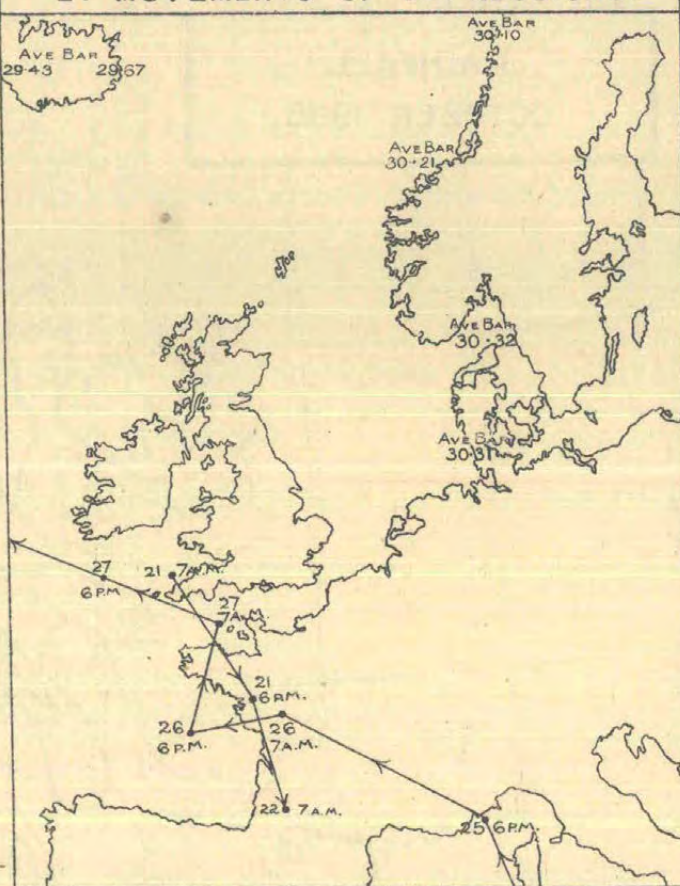 AVE BAR
30·10
AVE BAR
29·43 29·67
AVE BAR
30·21
AVE BAR
30·32
AVE BAR
30·31
27
6 P.M.
21 7 A.M.
27
7 A.M.
21
6 P.M.
26
6 P.M.
26
7 A.M.
22 7 A.M.
25 6 P.M.